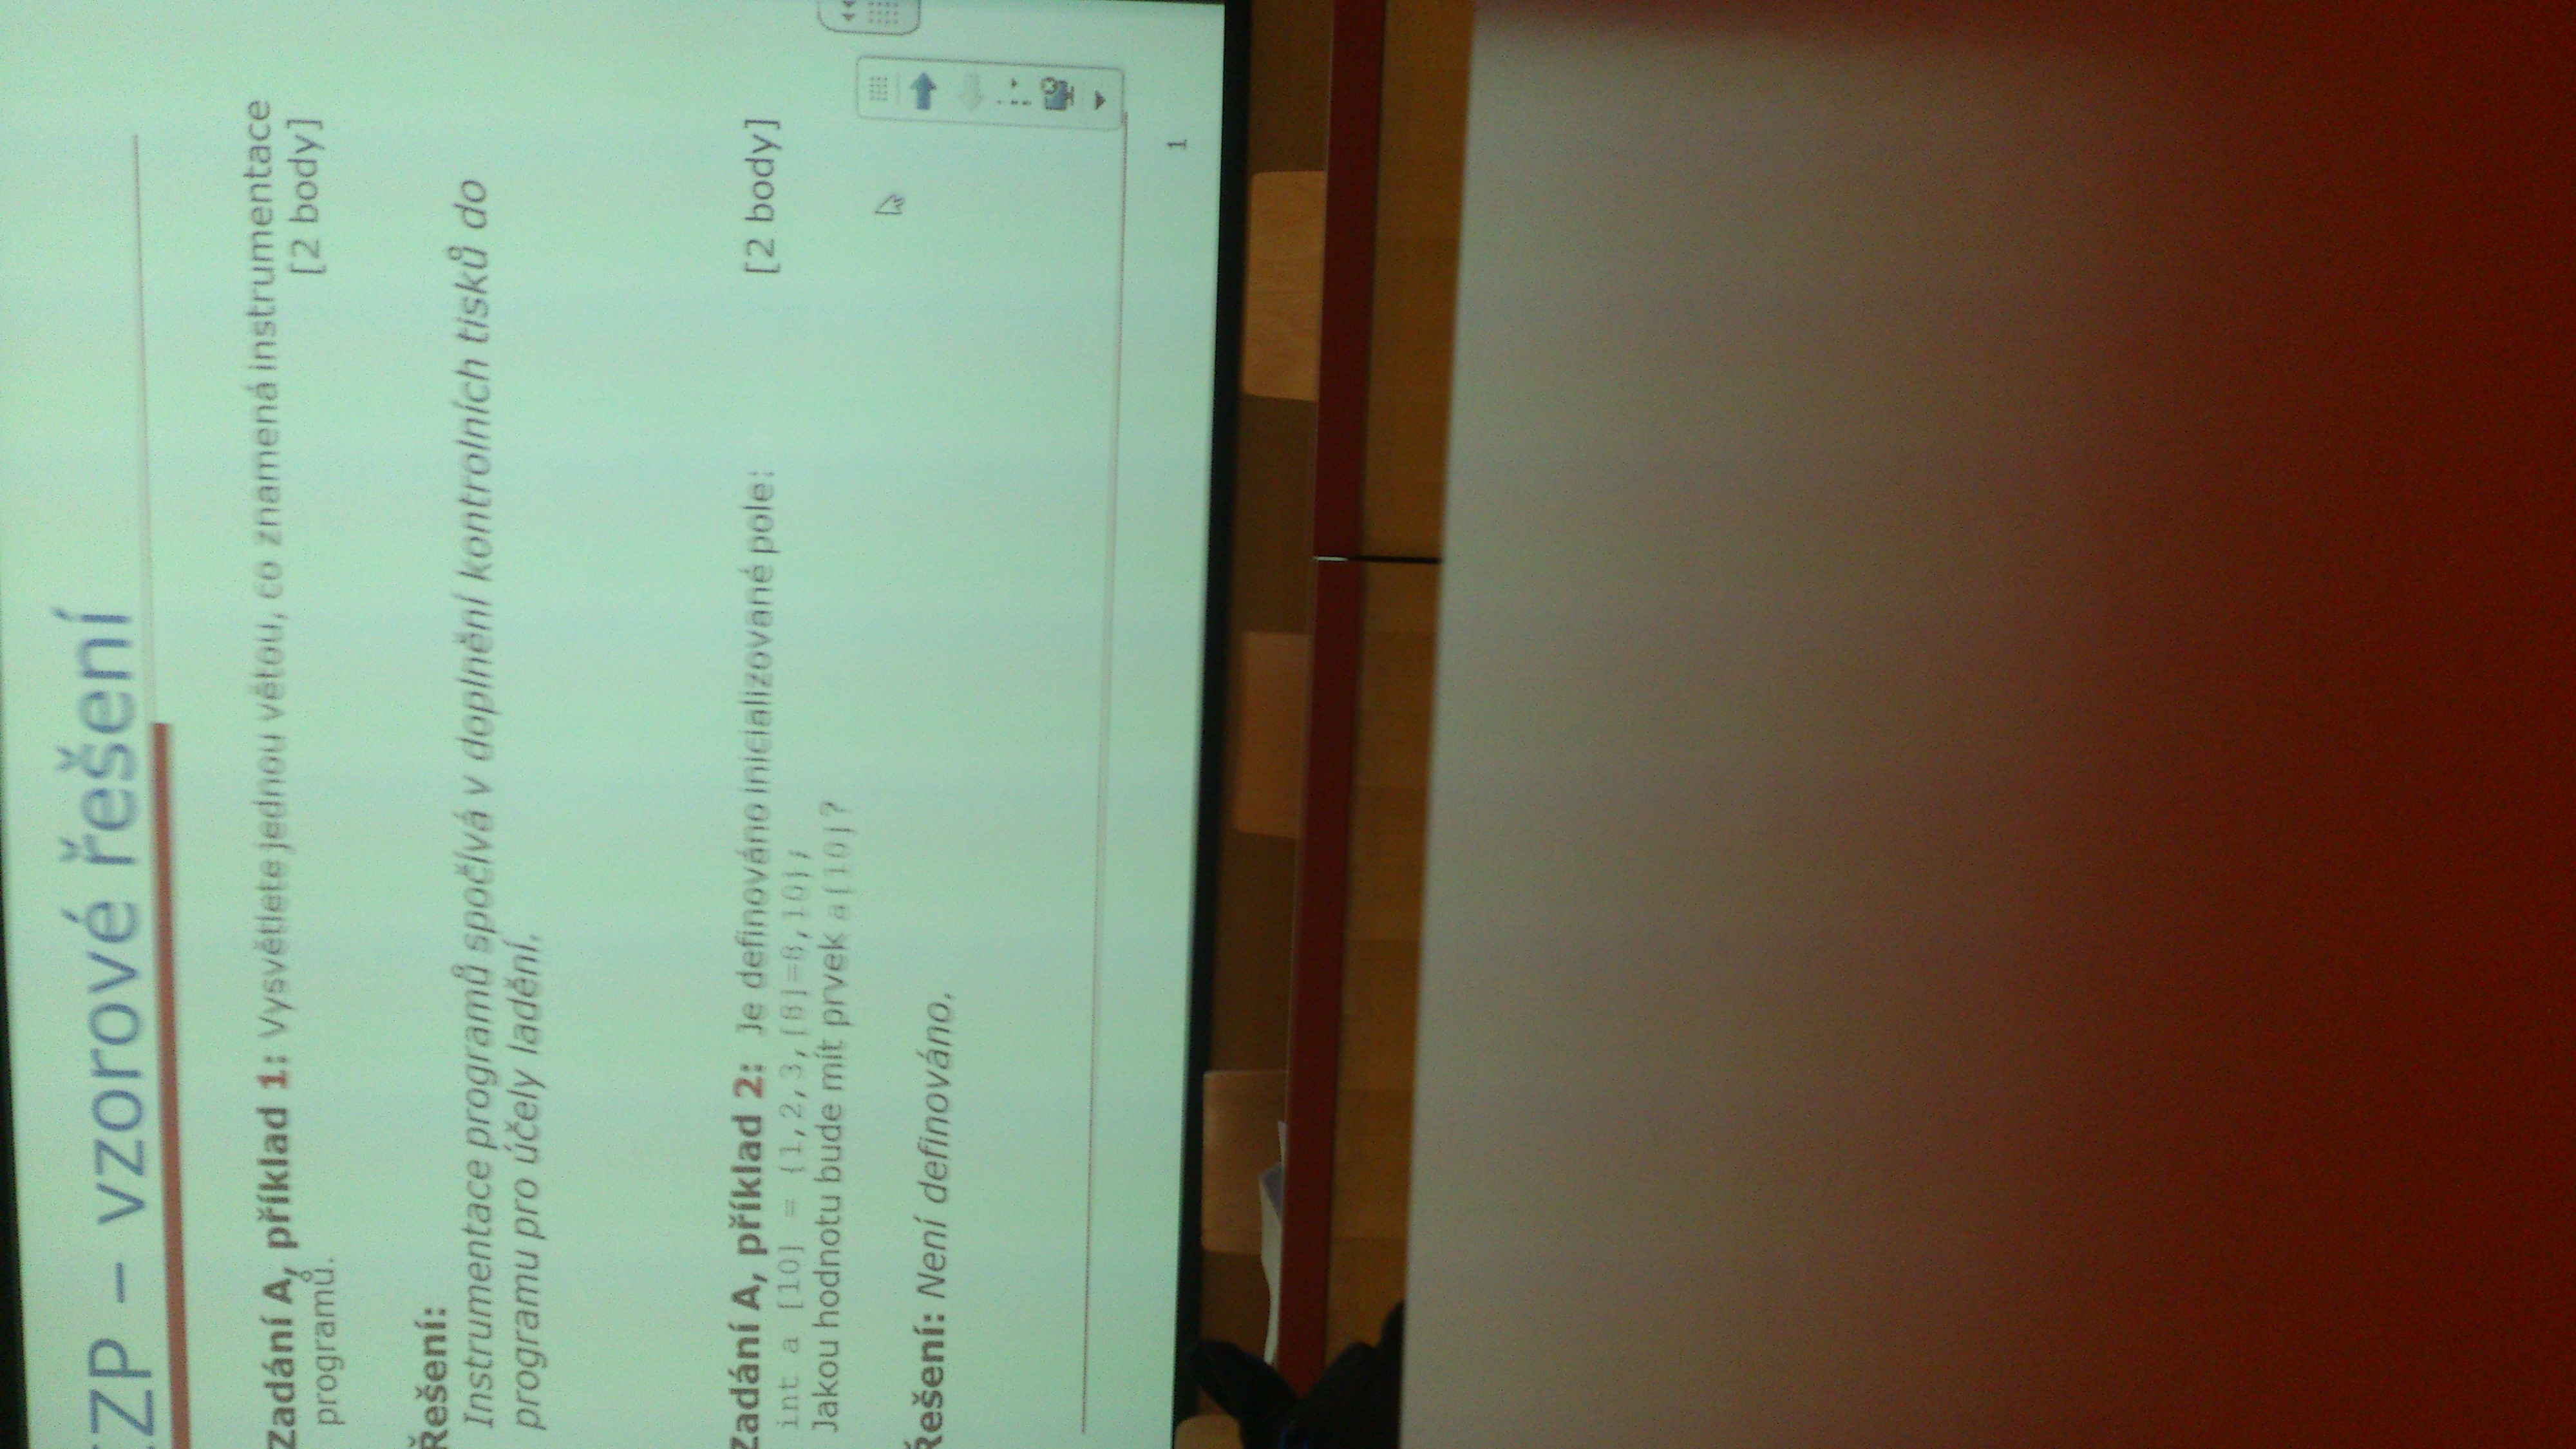 IZP – vzorové řešení
Zadání A, příklad 1: Vysvětlete jednou větou, co znamená instrumentace
programů. [2 body]
Řešení:
Instrumentace programů spočívá v doplnění kontrolních tisků do
programu pro účely ladění.
Zadání A, příklad 2: Je definováno inicializované pole: [2 body]
int a [10] = {1,2,3,[8]=8,10};
Jakou hodnotu bude mít prvek a[10]?
Řešení: Není definováno.
1